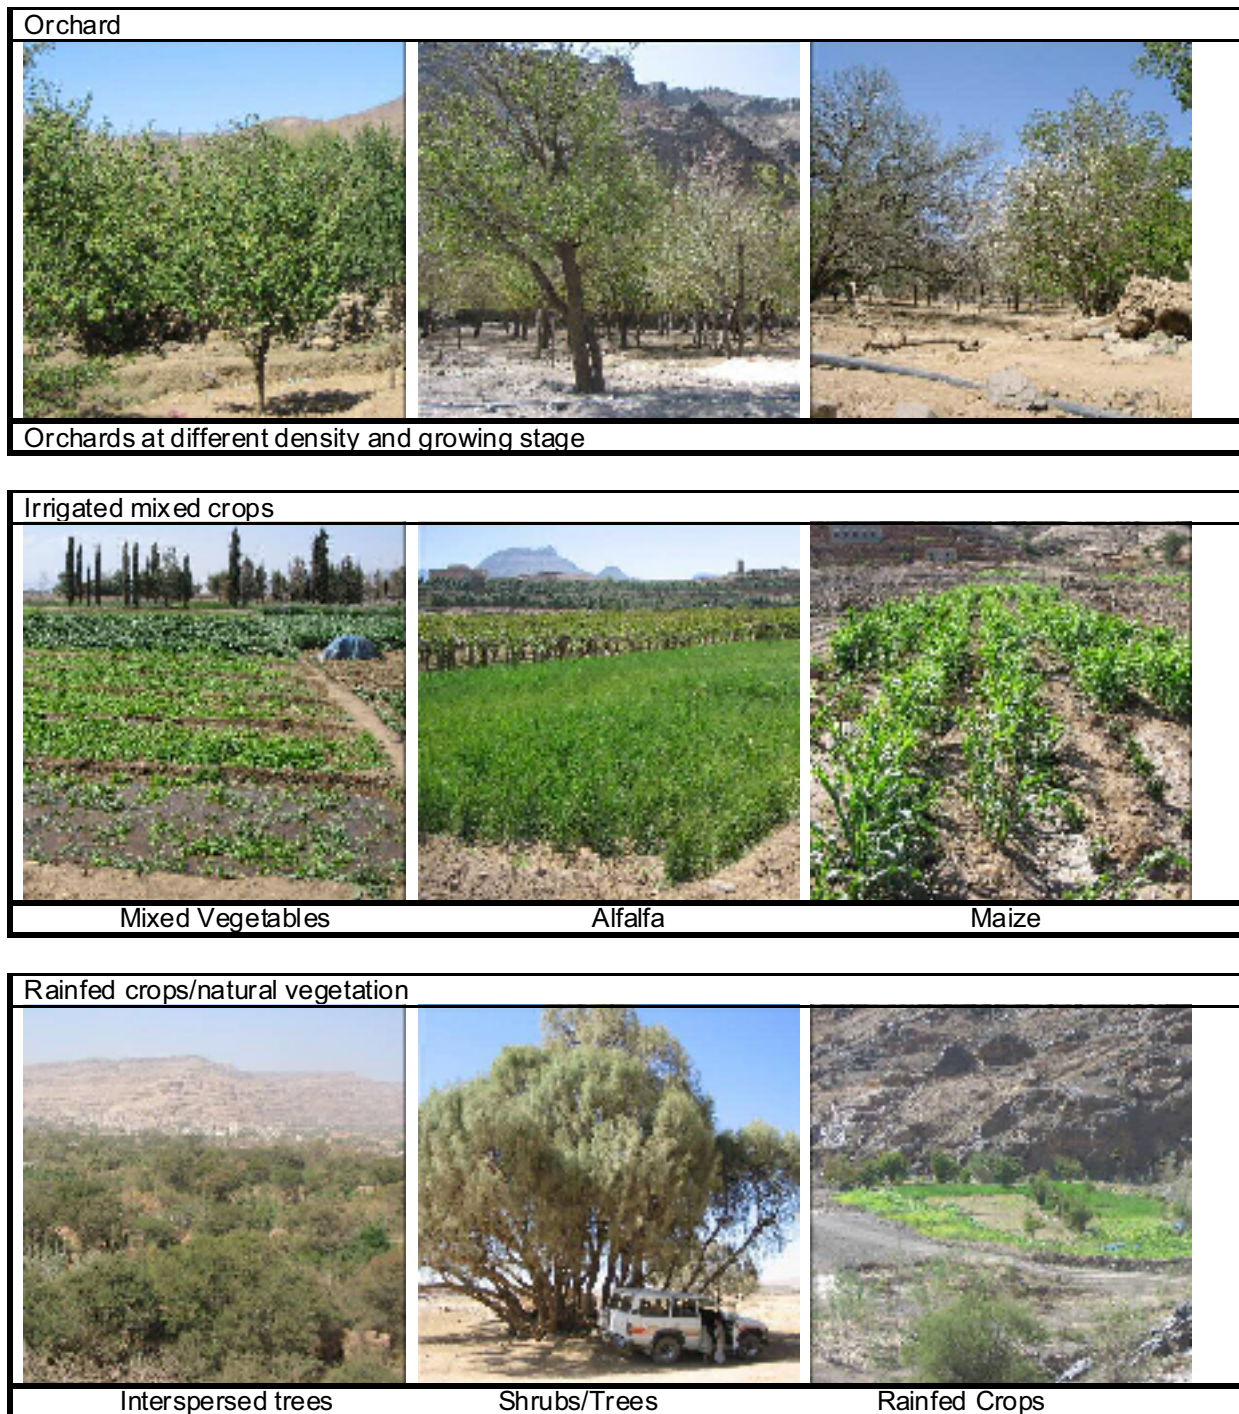 Orchard
Orchards at different density and growing stage
Irrigated mixed crops
Mixed Vegetables
Alfalfa
Maize
Rainfed crops/natural vegetation
Interspersed trees
Shrubs/Trees
Rainfed Crops